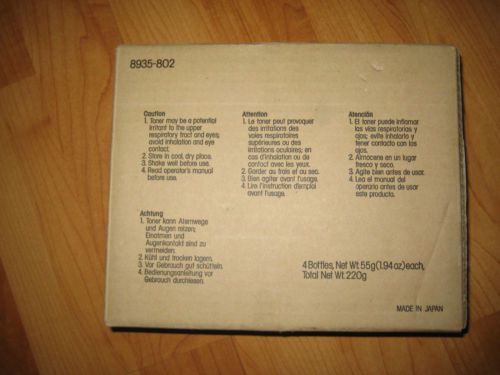 8935-802
Caution
1. Toner may be a potential
irritant to the upper
respiratory tract and eyes;
avoid inhalation and eye
contact.
2. Store in cool, dry place.
3. Shake well before use.
4. Read operator's manual
before use.
Attention
1. Le toner peut provoquer
des irritations des
voies respiratoires
supérieures ou des
irritations oculaires; en
cas d'inhalation ou de
contact avec les yeux.
2. Garder au frais et au sec.
3. Bien agiter avant l'usage.
4. Lire l'instruction d'emploi
avant l'usage.
Atención
1. El toner puede inflamar
las vías respiratorias y
ojos; evite inhalarlo y
tener contacto con los
ojos.
2. Almacene en un lugar
fresco y seco.
3. Agite bien antes de usar.
4. Lea el manual del
operario antes de usar
este producto.
Achtung
1. Toner kann Atemwege
und Augen reizen;
Einatmen und
Augenkontakt sind zu
vermeiden.
2. Kühl und trocken lagern.
3. Vor Gebrauch gut schütteln.
4. Bedienungsanleitung vor
Gebrauch durchlesen.
4 Bottles, Net Wt 55g (1.94 oz) each,
Total Net Wt 220g
MADE IN JAPAN